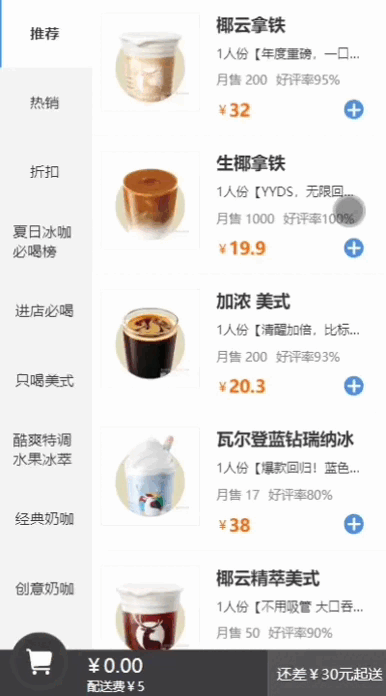 推荐
热销
折扣
夏日冰咖
必喝榜
进店必喝
只喝美式
酷爽特调
水果冰萃
经典奶咖
创意奶咖
椰云拿铁
1人份【年度重磅，一口...
月售 200 好评率95%
￥32
生椰拿铁
1人份【YYDS，无限回...
月售 1000 好评率100%
￥19.9
加浓 美式
1人份【清醒加倍，比标...
月售 200 好评率93%
￥20.3
瓦尔登蓝钻瑞纳冰
1人份【爆款回归！蓝色...
月售 17 好评率80%
￥38
椰云精萃美式
1人份【不用吸管 大口吞...
月售 50 好评率90%
￥0.00
配送费￥5
还差￥30元起送